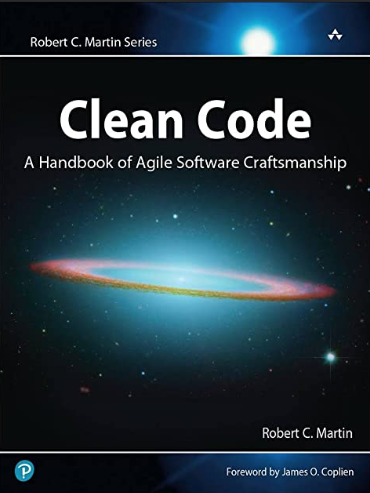 Robert C. Martin Series
Clean Code
A Handbook of Agile Software Craftsmanship
Robert C. Martin
P
Foreword by James O. Coplien